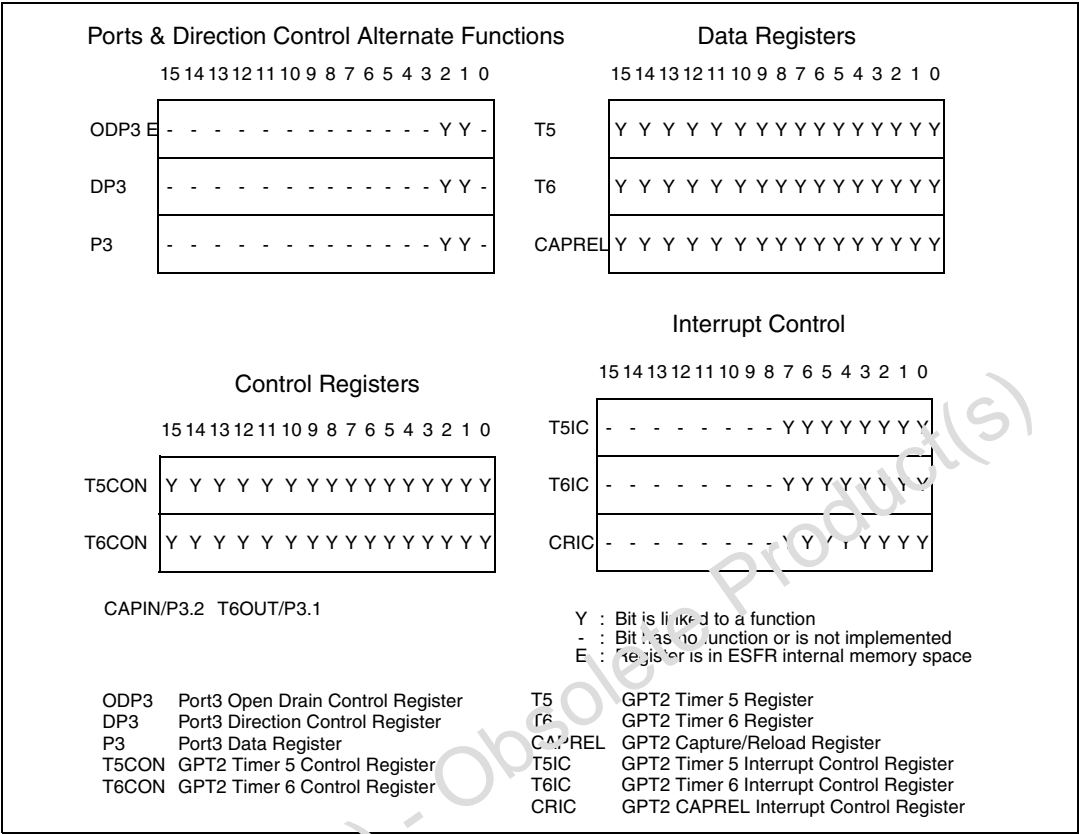 Ports & Direction Control Alternate Functions
15 14 13 12 11 10 9 8 7 6 5 4 3 2 1 0
ODP3 E - - - - - - - - - - - - - Y Y -
DP3 - - - - - - - - - - - - - Y Y -
P3 - - - - - - - - - - - - - Y Y -
Data Registers
15 14 13 12 11 10 9 8 7 6 5 4 3 2 1 0
T5 Y Y Y Y Y Y Y Y Y Y Y Y Y Y Y Y
T6 Y Y Y Y Y Y Y Y Y Y Y Y Y Y Y Y
CAPREL Y Y Y Y Y Y Y Y Y Y Y Y Y Y Y Y
Control Registers
15 14 13 12 11 10 9 8 7 6 5 4 3 2 1 0
T5CON Y Y Y Y Y Y Y Y Y Y Y Y Y Y Y Y
T6CON Y Y Y Y Y Y Y Y Y Y Y Y Y Y Y Y
Interrupt Control
15 14 13 12 11 10 9 8 7 6 5 4 3 2 1 0
T5IC - - - - - - - - Y Y Y Y Y Y Y Y
T6IC - - - - - - - - Y Y Y Y Y Y Y Y
CRIC - - - - - - - - Y Y Y Y Y Y Y Y
CAPIN/P3.2 T6OUT/P3.1
Y : Bit is linked to a function
- : Bit has no function or is not implemented
E : Register is in ESFR internal memory space
ODP3 Port3 Open Drain Control Register
DP3 Port3 Direction Control Register
P3 Port3 Data Register
T5CON GPT2 Timer 5 Control Register
T6CON GPT2 Timer 6 Control Register
T5 GPT2 Timer 5 Register
T6 GPT2 Timer 6 Register
CAPREL GPT2 Capture/Reload Register
T5IC GPT2 Timer 5 Interrupt Control Register
T6IC GPT2 Timer 6 Interrupt Control Register
CRIC GPT2 CAPREL Interrupt Control Register
) - Obsolete Product(s)